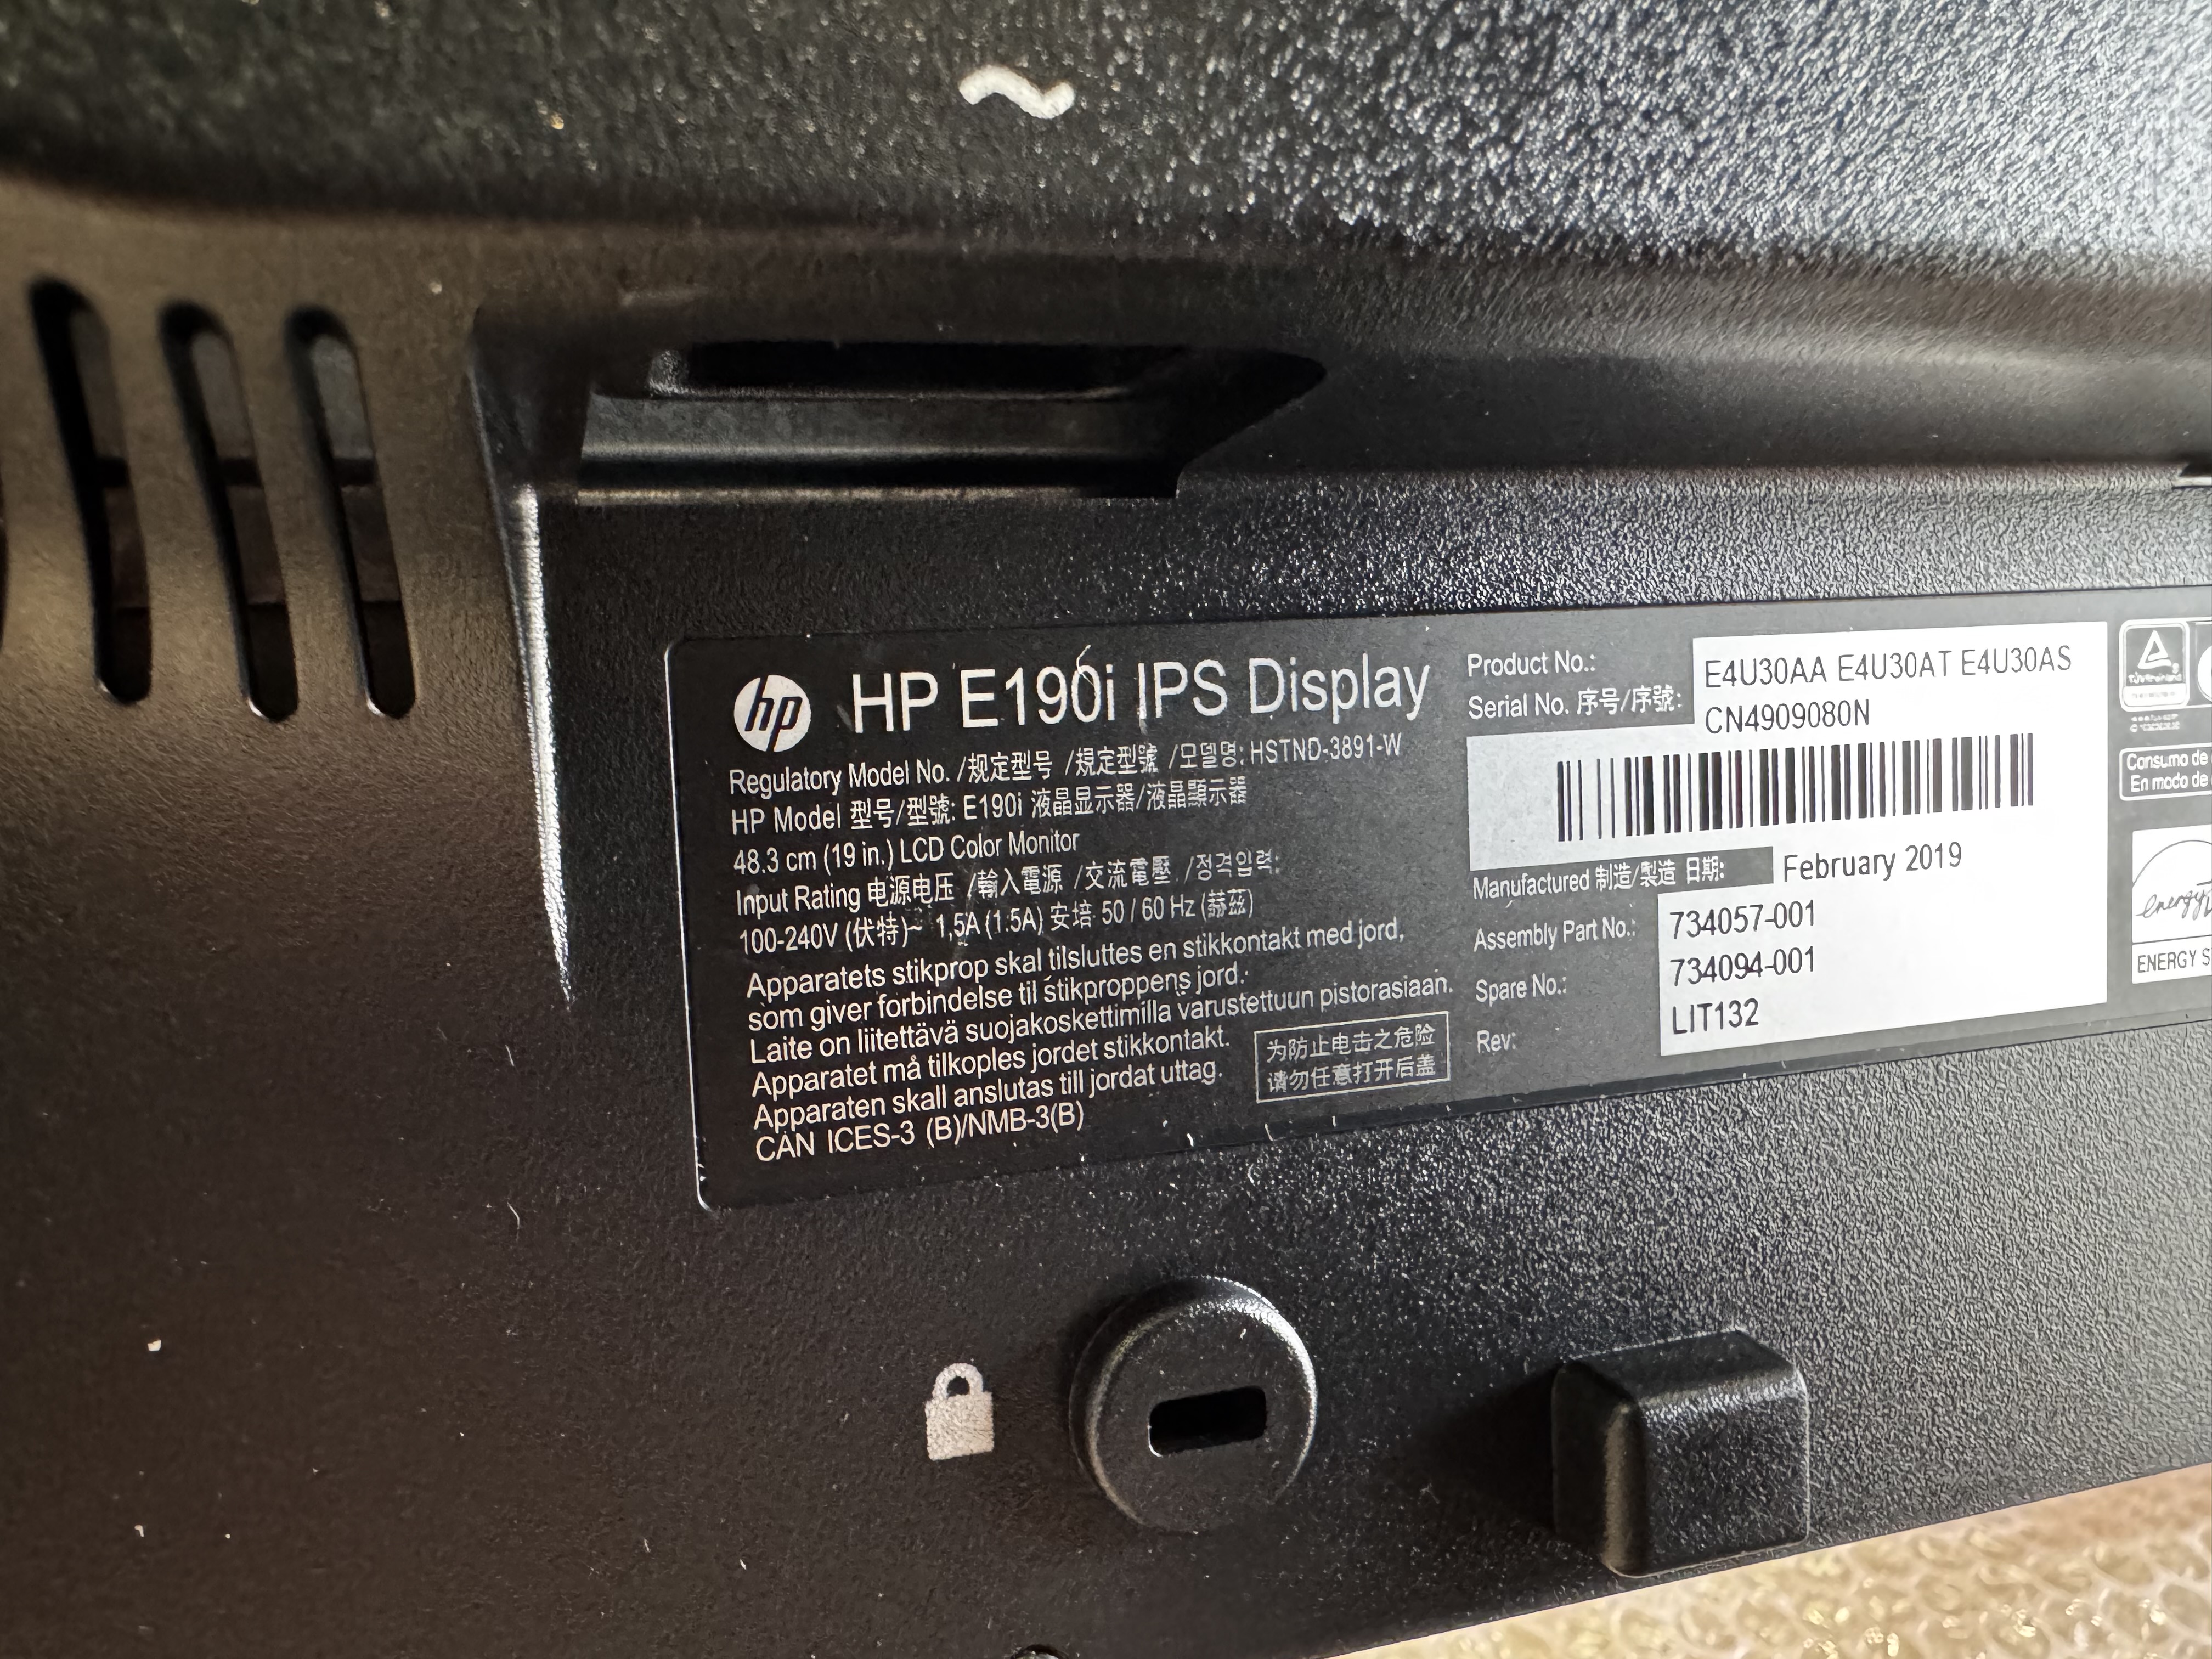 hp HP E190i IPS Display
Regulatory Model No. /规定型号 /規定型號 /모델명: HSTND-3891-W
HP Model 型号/型號: E190i 液晶显示器/液晶顯示器
48.3 cm (19 in.) LCD Color Monitor
Input Rating 电源电压 /輸入電源 /交流電壓 /정격입력:
100-240V (伏特)~ 1,5A (1.5A) 安培 50 / 60 Hz (赫兹)
Apparatets stikprop skal tilsluttes en stikkontakt med jord,
som giver forbindelse til stikproppens jord.
Laite on liitettävä suojakoskettimilla varustettuun pistorasiaan.
Apparatet må tilkoples jordet stikkontakt.
Apparaten skall anslutas till jordat uttag.
CAN ICES-3 (B)/NMB-3(B)
为防止电击之危险
请勿任意打开后盖
Product No.: E4U30AA E4U30AT E4U30AS
Serial No. 序号/序號: CN4909080N
Manufactured 制造/製造 日期: February 2019
Assembly Part No.: 734057-001
Spare No.: 734094-001
Rev: LIT132
TÜVRheinland
Consumo de
En modo de
energy
ENERGY S